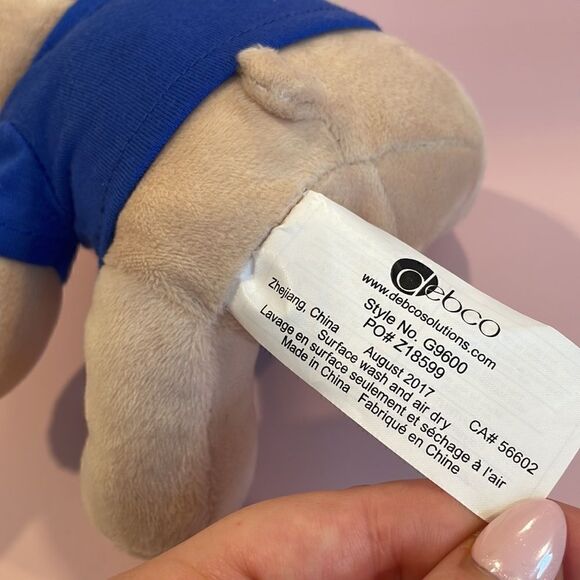 debco
www.debcosolutions.com
Style No. G9600
PO# Z18599
Zhejiang, China August 2017 CA# 56602
Surface wash and air dry
Lavage en surface seulement et séchage à l'air
Made in China Fabriqué en Chine